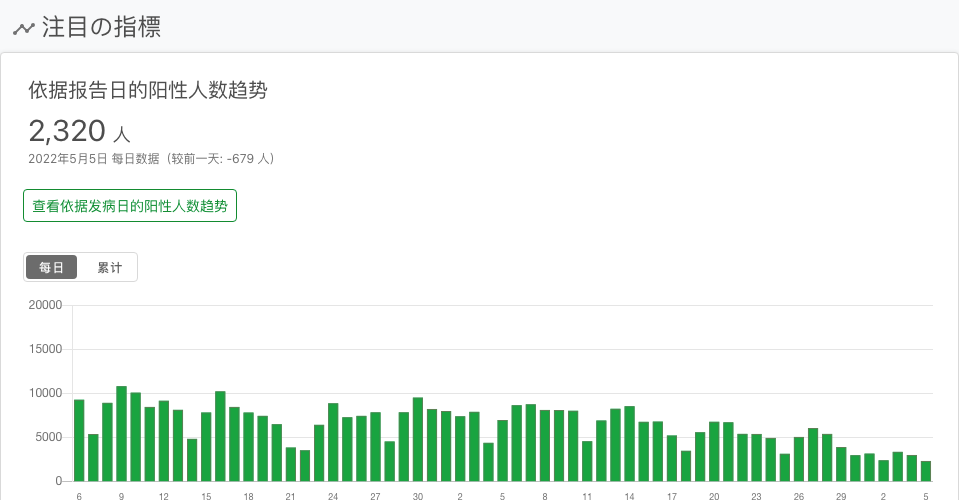 注目の指標
依据报告日的阳性人数趋势
2,320 人
2022年5月5日 每日数据（较前一天: -679 人）
查看依据发病日的阳性人数趋势
每日 累计
20000
15000
10000
5000
0
6 9 12 15 18 21 24 27 30 2 5 8 11 14 17 20 23 26 29 2 5